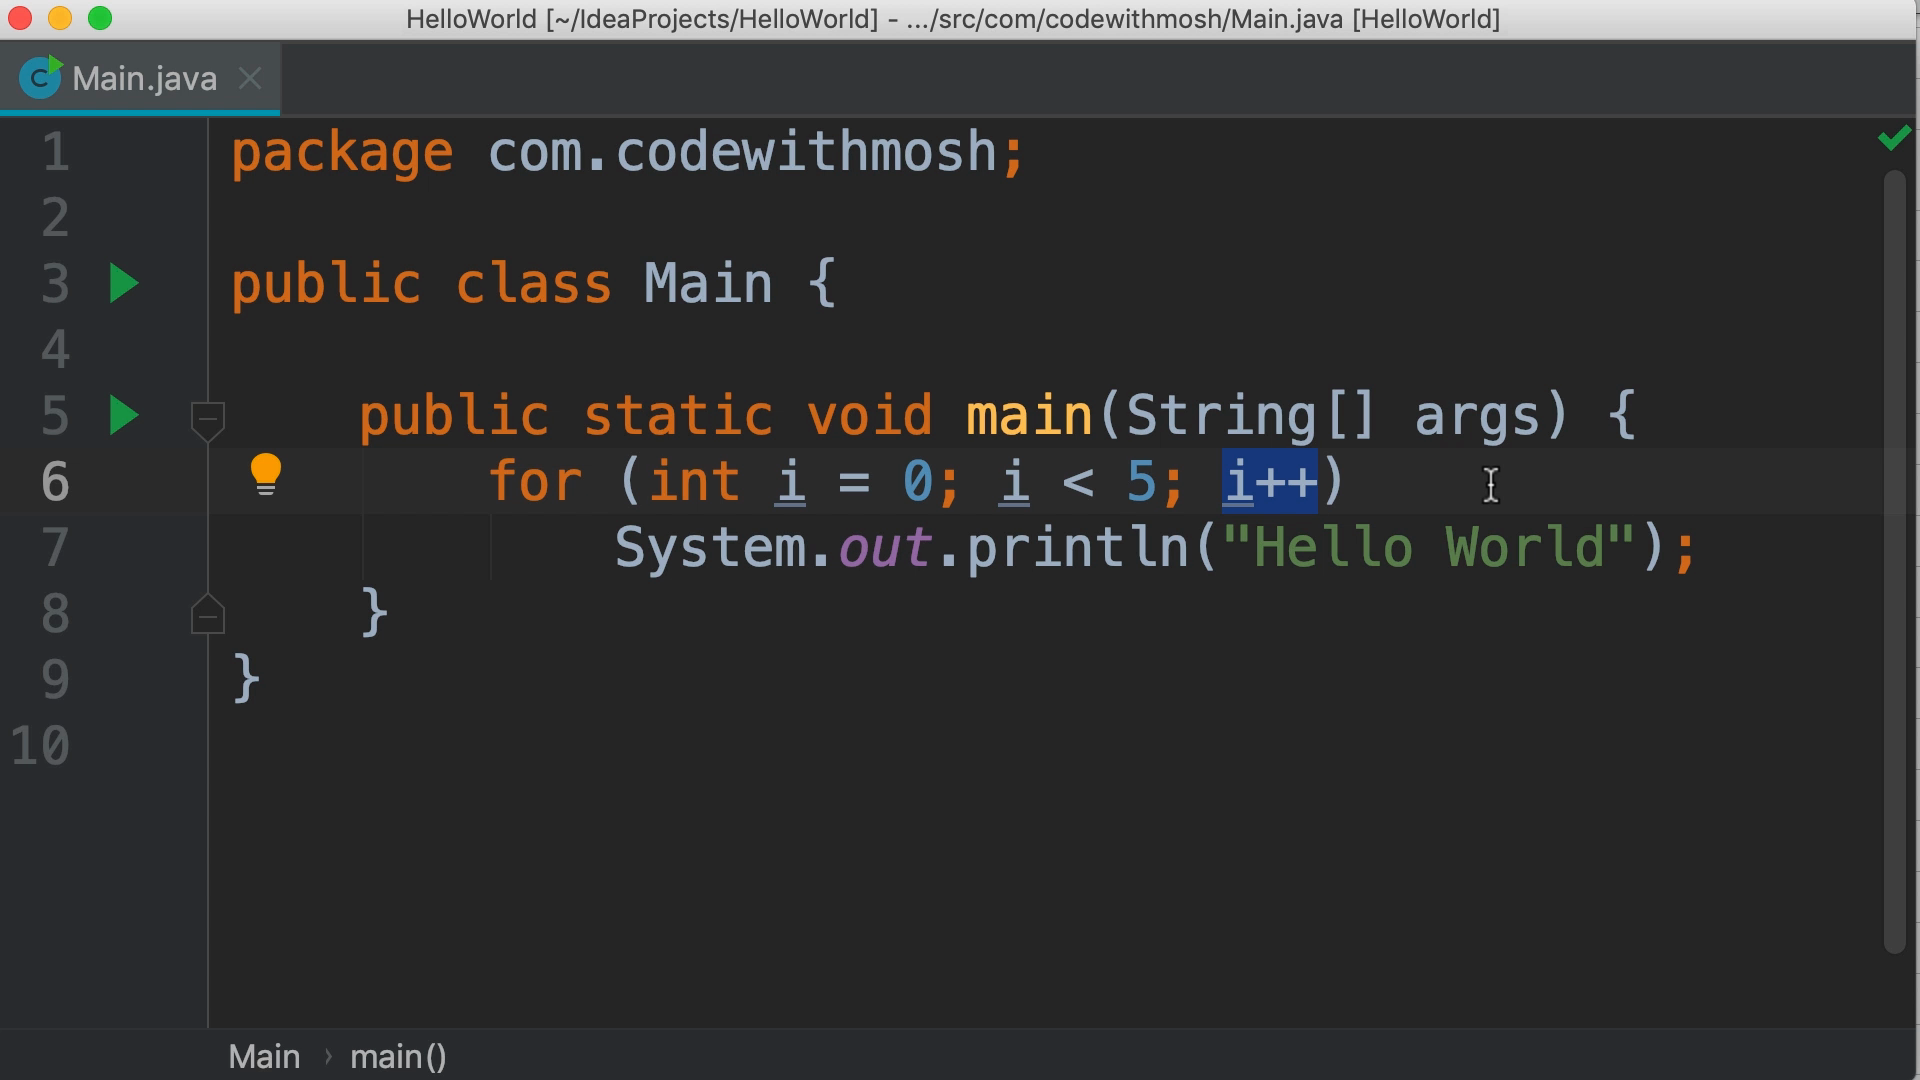 HelloWorld [~/IdeaProjects/HelloWorld] - .../src/com/codewithmosh/Main.java [HelloWorld]
C Main.java
1 package com.codewithmosh;
2
3 public class Main {
4
5 public static void main(String[] args) {
6 for (int i = 0; i < 5; i++)
7 System.out.println("Hello World");
8 }
9 }
10
Main › main()